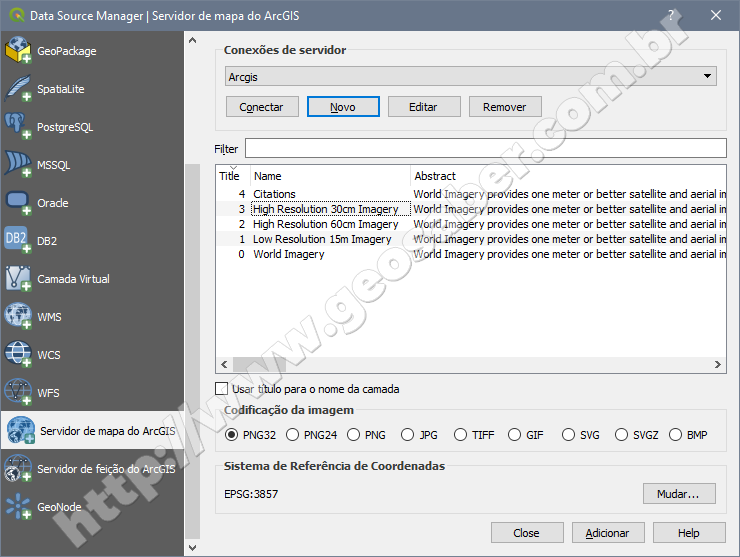 Data Source Manager | Servidor de mapa do ArcGIS
GeoPackage
SpatiaLite
PostgreSQL
MSSQL
Oracle
DB2
DB2
Camada Virtual
WMS
WCS
WFS
Servidor de mapa do ArcGIS
Servidor de feição do ArcGIS
GeoNode
Conexões de servidor
Arcgis
Conectar Novo Editar Remover
Filter
Title Name Abstract
4 Citations World Imagery provides one meter or better satellite and aerial im
3 High Resolution 30cm Imagery World Imagery provides one meter or better satellite and aerial im
2 High Resolution 60cm Imagery World Imagery provides one meter or better satellite and aerial im
1 Low Resolution 15m Imagery World Imagery provides one meter or better satellite and aerial im
0 World Imagery World Imagery provides one meter or better satellite and aerial im
Usar título para o nome da camada
Codificação da imagem
PNG32 PNG24 PNG JPG TIFF GIF SVG SVGZ BMP
Sistema de Referência de Coordenadas
EPSG:3857
Mudar...
Close Adicionar Help
http://www.geosaber.com.br